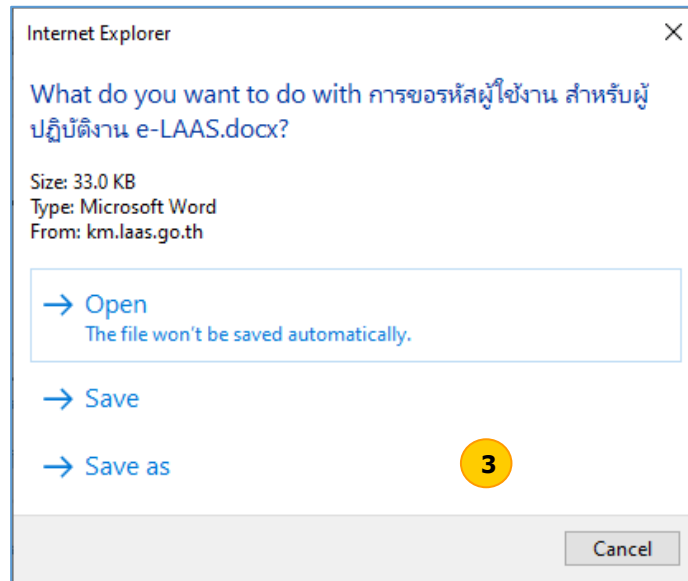 Internet Explorer
What do you want to do with การขอรหัสผู้ใช้งาน สำหรับผู้
ปฏิบัติงาน e-LAAS.docx?
Size: 33.0 KB
Type: Microsoft Word
From: km.laas.go.th
→ Open
The file won't be saved automatically.
→ Save
→ Save as
3
Cancel